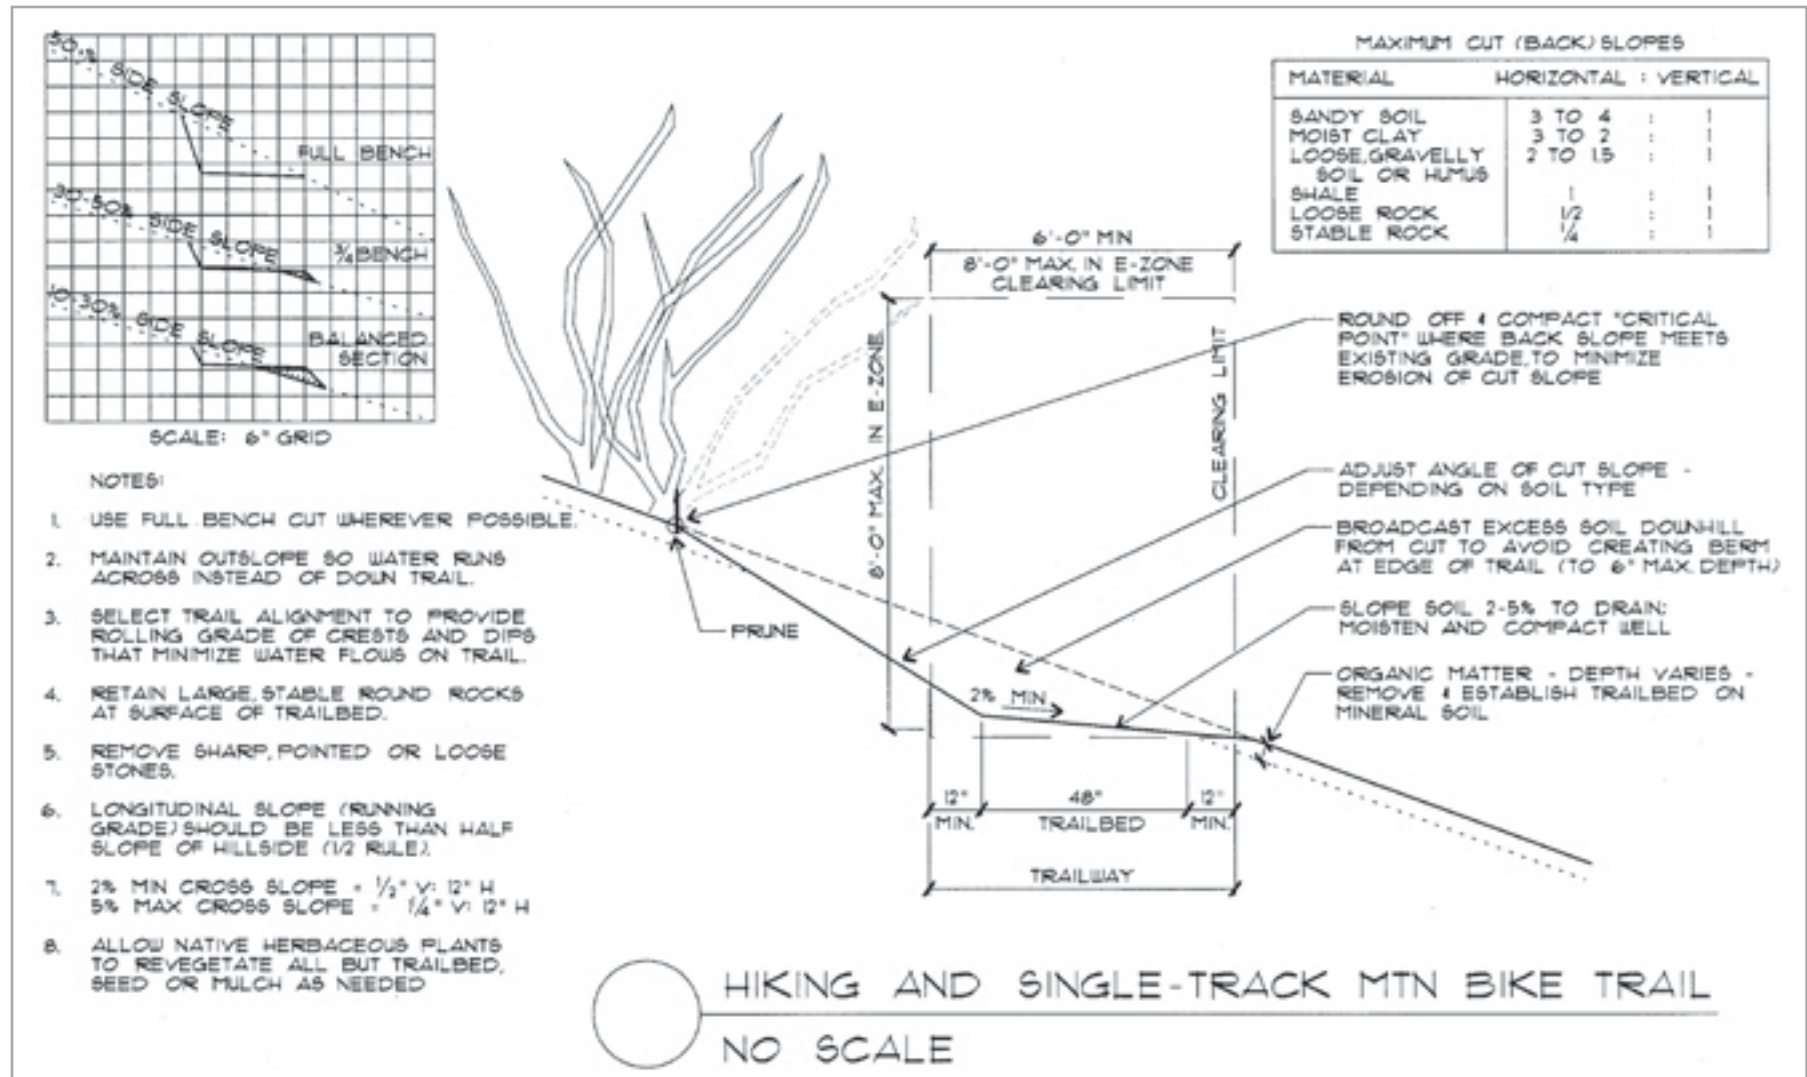 50+% SIDE SLOPE
FULL BENCH
30-50% SIDE SLOPE
3/4 BENCH
10-30% SIDE SLOPE
BALANCED
SECTION
SCALE: 6" GRID
NOTES:
1. USE FULL BENCH CUT WHEREVER POSSIBLE.
2. MAINTAIN OUTSLOPE SO WATER RUNS
ACROSS INSTEAD OF DOWN TRAIL.
3. SELECT TRAIL ALIGNMENT TO PROVIDE
ROLLING GRADE OF CRESTS AND DIPS
THAT MINIMIZE WATER FLOWS ON TRAIL.
4. RETAIN LARGE, STABLE ROUND ROCKS
AT SURFACE OF TRAILBED.
5. REMOVE SHARP, POINTED OR LOOSE
STONES.
6. LONGITUDINAL SLOPE (RUNNING
GRADE) SHOULD BE LESS THAN HALF
SLOPE OF HILLSIDE (1/2 RULE).
7. 2% MIN CROSS SLOPE = 1/2" V: 12" H
5% MAX CROSS SLOPE = 1/4" V: 12" H
8. ALLOW NATIVE HERBACEOUS PLANTS
TO REVEGETATE ALL BUT TRAILBED,
SEED OR MULCH AS NEEDED
PRUNE
6'-0" MIN
8'-0" MAX. IN E-ZONE
CLEARING LIMIT
8'-0" MAX. IN E-ZONE
CLEARING LIMIT
2% MIN.
12" 48" 12"
MIN. TRAILBED MIN.
TRAILWAY
MAXIMUM CUT (BACK) SLOPES
MATERIAL HORIZONTAL : VERTICAL
SANDY SOIL 3 TO 4 : 1
MOIST CLAY 3 TO 2 : 1
LOOSE, GRAVELLY 2 TO 1.5 : 1
SOIL OR HUMUS
SHALE 1 : 1
LOOSE ROCK 1/2 : 1
STABLE ROCK 1/4 : 1
ROUND OFF & COMPACT "CRITICAL
POINT" WHERE BACK SLOPE MEETS
EXISTING GRADE, TO MINIMIZE
EROSION OF CUT SLOPE
ADJUST ANGLE OF CUT SLOPE -
DEPENDING ON SOIL TYPE
BROADCAST EXCESS SOIL DOWNHILL
FROM CUT TO AVOID CREATING BERM
AT EDGE OF TRAIL (TO 6" MAX. DEPTH)
SLOPE SOIL 2-5% TO DRAIN:
MOISTEN AND COMPACT WELL
ORGANIC MATTER - DEPTH VARIES -
REMOVE & ESTABLISH TRAILBED ON
MINERAL SOIL
HIKING AND SINGLE-TRACK MTN BIKE TRAIL
NO SCALE